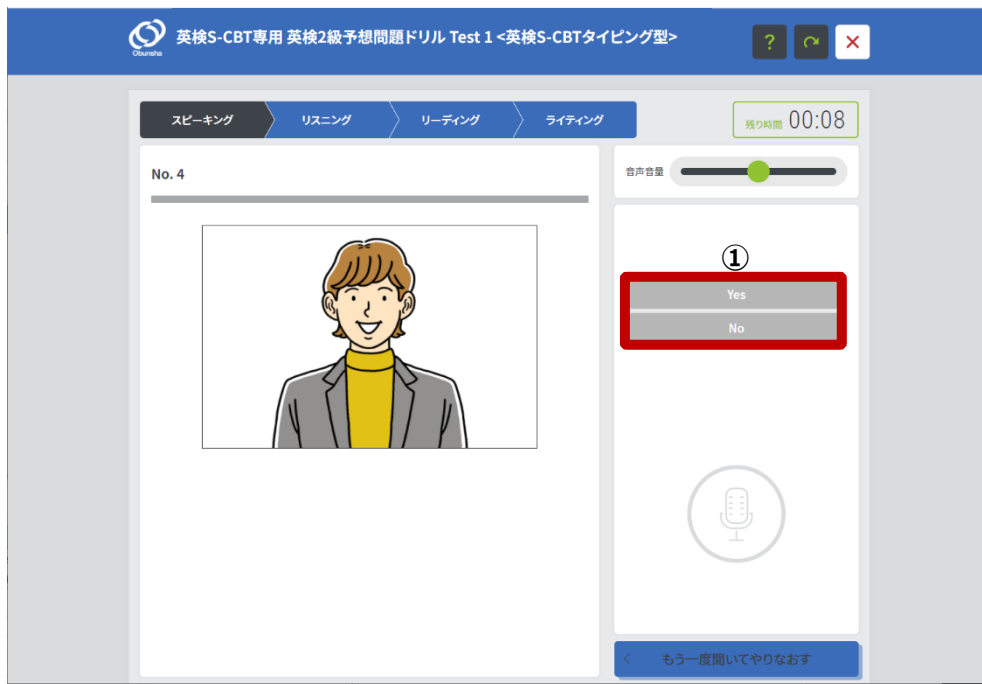 Obunsha
英検S-CBT専用 英検2級予想問題ドリル Test 1 <英検S-CBTタイピング型>
?
スピーキング
リスニング
リーディング
ライティング
残り時間 00:08
No. 4
音声音量
①
Yes
No
もう一度聞いてやりなおす